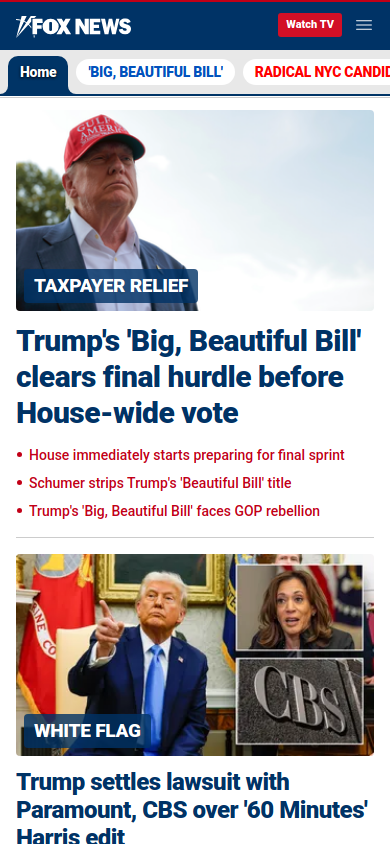 FOX NEWS
Watch TV
Home
'BIG, BEAUTIFUL BILL'
RADICAL NYC CANDID
GULF
AMERICA
TAXPAYER RELIEF
Trump's 'Big, Beautiful Bill'
clears final hurdle before
House-wide vote
House immediately starts preparing for final sprint
Schumer strips Trump's 'Beautiful Bill' title
Trump's 'Big, Beautiful Bill' faces GOP rebellion
CBS
WHITE FLAG
Trump settles lawsuit with
Paramount, CBS over '60 Minutes'
Harris edit